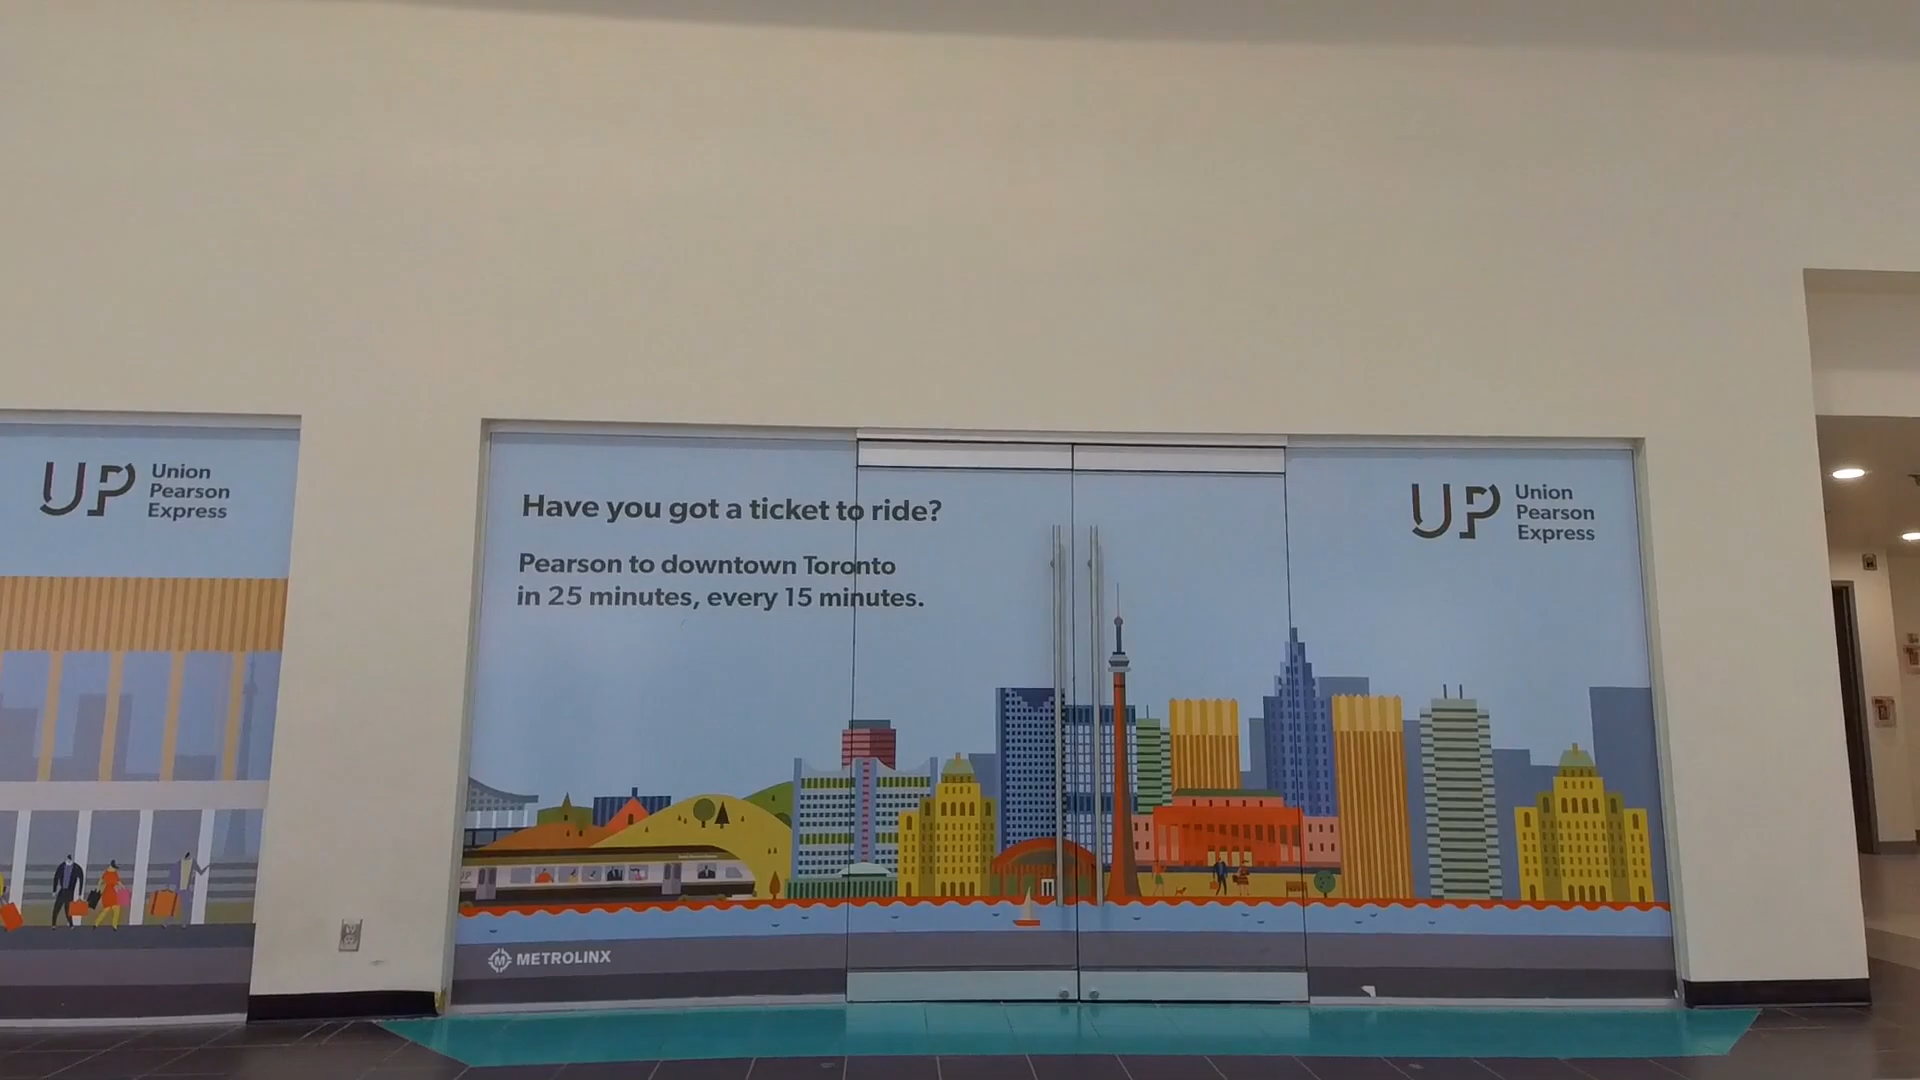 UP Union
Pearson
Express
Have you got a ticket to ride?
Pearson to downtown Toronto
in 25 minutes, every 15 minutes.
UP Union
Pearson
Express
METROLINX